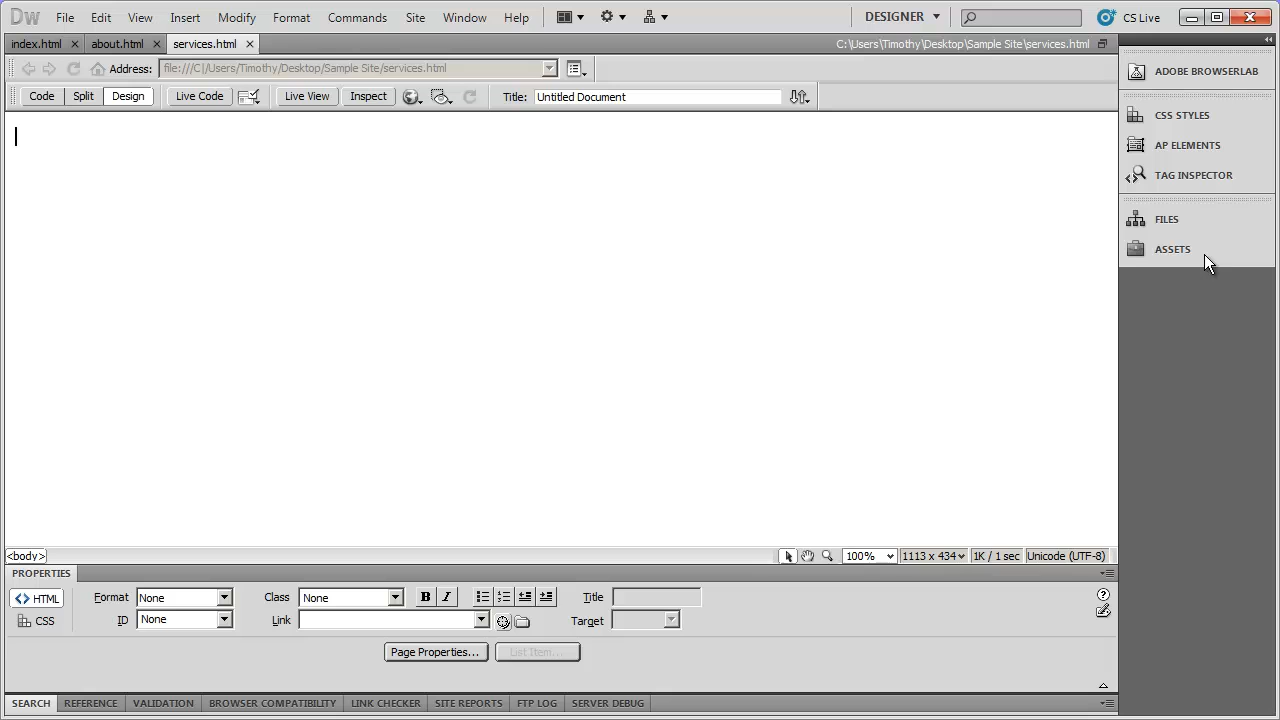 Dw File Edit View Insert Modify Format Commands Site Window Help DESIGNER CS Live
index.html about.html services.html C:\Users\Timothy\Desktop\Sample Site\services.html
Address: file:///C|/Users/Timothy/Desktop/Sample Site/services.html
Code Split Design Live Code Live View Inspect Title: Untitled Document
ADOBE BROWSERLAB
CSS STYLES
AP ELEMENTS
TAG INSPECTOR
FILES
ASSETS
<body> 100% 1113 x 434 1K / 1 sec Unicode (UTF-8)
PROPERTIES
<> HTML Format None Class None B I Title
CSS ID None Link Target
Page Properties... List Item...
SEARCH REFERENCE VALIDATION BROWSER COMPATIBILITY LINK CHECKER SITE REPORTS FTP LOG SERVER DEBUG